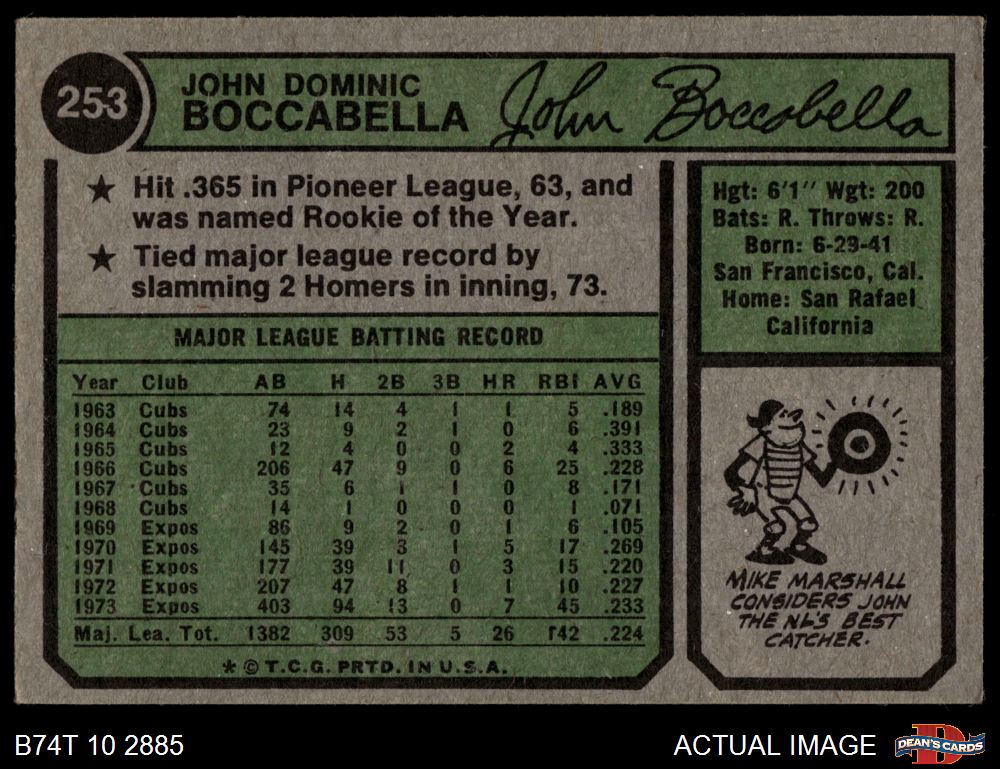 253
JOHN DOMINIC
BOCCABELLA
John Boccabella
★ Hit .365 in Pioneer League, 63, and
was named Rookie of the Year.
★ Tied major league record by
slamming 2 Homers in inning, 73.
Hgt: 6'1" Wgt: 200
Bats: R. Throws: R.
Born: 6-29-41
San Francisco, Cal.
Home: San Rafael
California
MAJOR LEAGUE BATTING RECORD
Year Club AB H 2B 3B HR RBI AVG
1963 Cubs 74 14 4 1 1 5 .189
1964 Cubs 23 9 2 1 0 6 .391
1965 Cubs 12 4 0 0 2 4 .333
1966 Cubs 206 47 9 0 6 25 .228
1967 Cubs 35 6 1 1 0 8 .171
1968 Cubs 14 1 0 0 0 1 .071
1969 Expos 86 9 2 0 1 6 .105
1970 Expos 145 39 3 1 5 17 .269
1971 Expos 177 39 11 0 3 15 .220
1972 Expos 207 47 8 1 1 10 .227
1973 Expos 403 94 13 0 7 45 .233
Maj. Lea. Tot. 1382 309 53 5 26 142 .224
* © T.C.G. PRTD. IN U.S.A.
MIKE MARSHALL
CONSIDERS JOHN
THE NL'S BEST
CATCHER.
B74T 10 2885
ACTUAL IMAGE
D
DEAN'S CARDS